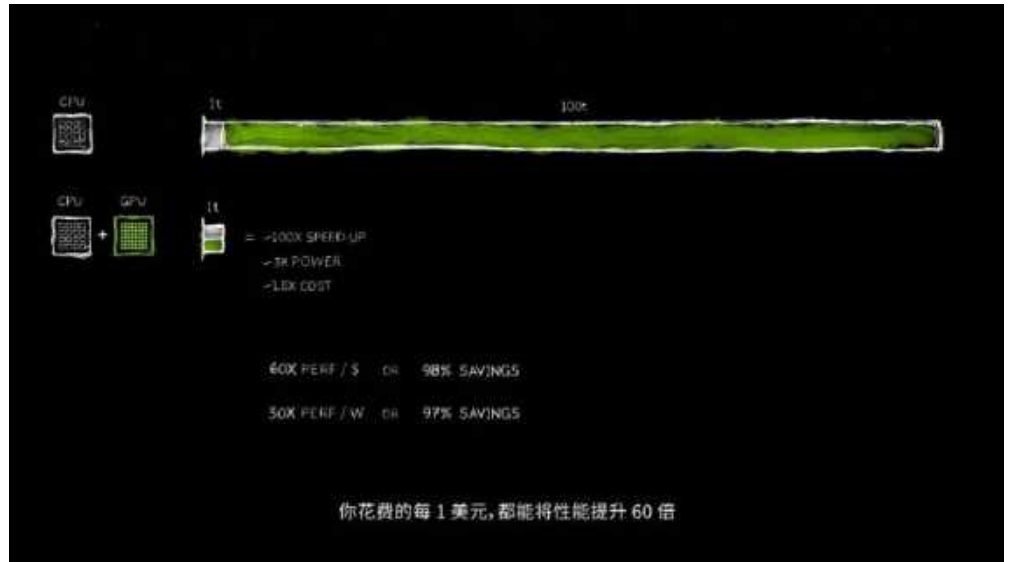 CPU
1t
100t
CPU
GPU
1t
+
= ~100X SPEED-UP
~3X POWER
~1.5X COST
60X PERF / $ OR 98% SAVINGS
30X PERF / W OR 97% SAVINGS
你花费的每 1 美元,都能将性能提升 60 倍